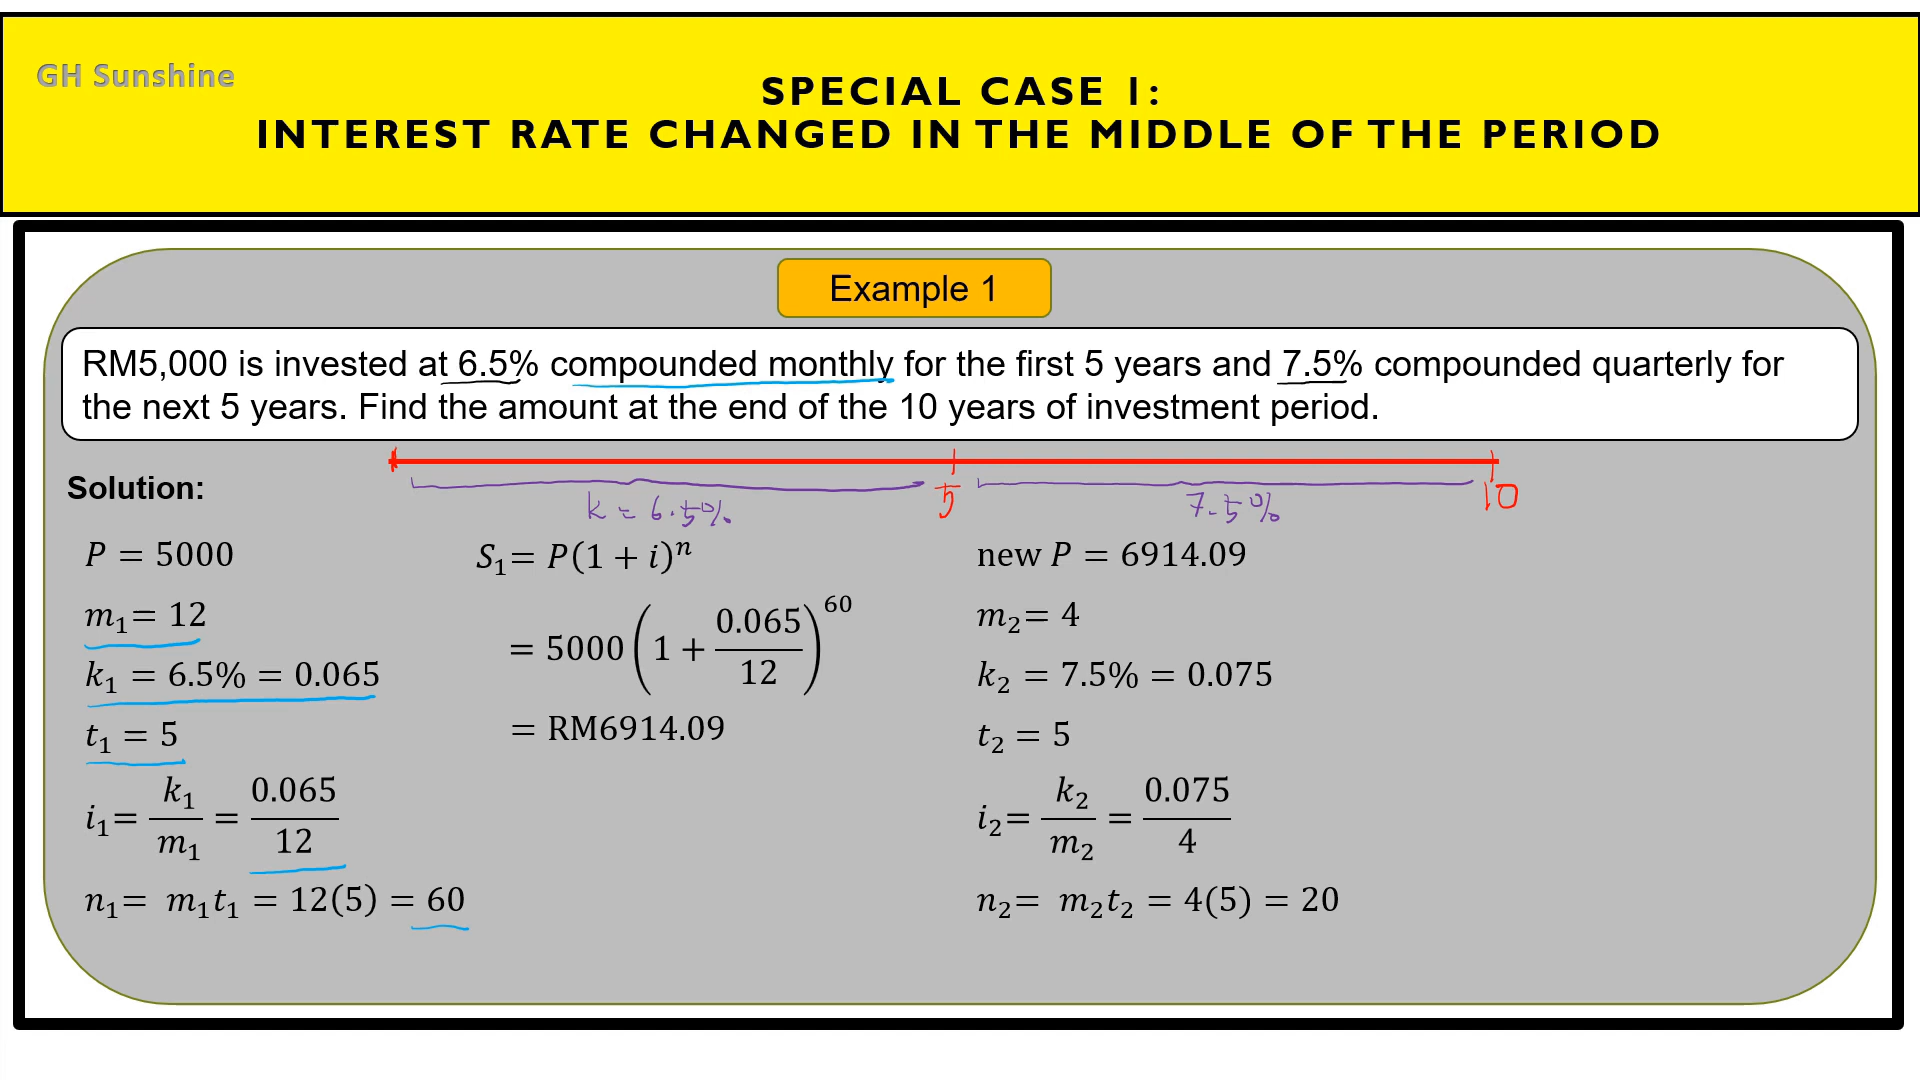 GH Sunshine
SPECIAL CASE 1:
INTEREST RATE CHANGED IN THE MIDDLE OF THE PERIOD
Example 1
RM5,000 is invested at 6.5% compounded monthly for the first 5 years and 7.5% compounded quarterly for
the next 5 years. Find the amount at the end of the 10 years of investment period.
Solution:
k = 6.5%
5
7.5%
10
P = 5000
m₁= 12
k₁ = 6.5% = 0.065
t₁ = 5
i₁= k₁/m₁ = 0.065/12
n₁= m₁t₁ = 12(5) = 60
S₁= P(1 + i)ⁿ
= 5000(1 + 0.065/12)⁶⁰
= RM6914.09
new P = 6914.09
m₂= 4
k₂ = 7.5% = 0.075
t₂ = 5
i₂= k₂/m₂ = 0.075/4
n₂= m₂t₂ = 4(5) = 20